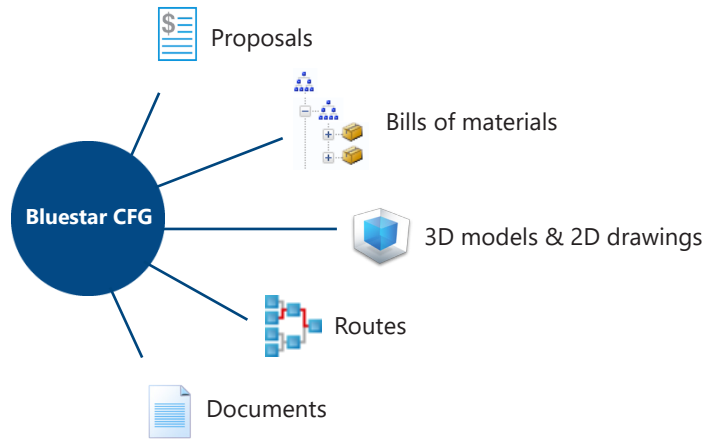 $
Proposals
Bills of materials
Bluestar CFG
3D models & 2D drawings
Routes
Documents